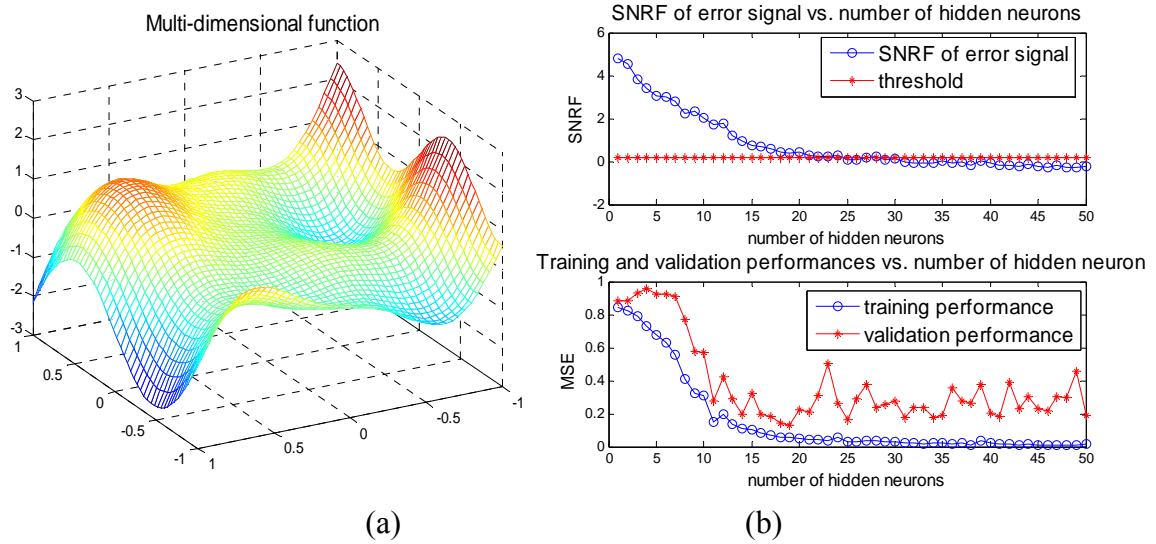 Multi-dimensional function
3
2
1
0
-1
-2
-3
1
0.5
0
-0.5
-1
1
0.5
0
-0.5
-1
(a)
SNRF of error signal vs. number of hidden neurons
6
4
2
0
-2
SNRF
SNRF of error signal
threshold
0 5 10 15 20 25 30 35 40 45 50
number of hidden neurons
Training and validation performances vs. number of hidden neuron
1
0.8
0.6
0.4
0.2
0
MSE
training performance
validation performance
0 5 10 15 20 25 30 35 40 45 50
number of hidden neurons
(b)